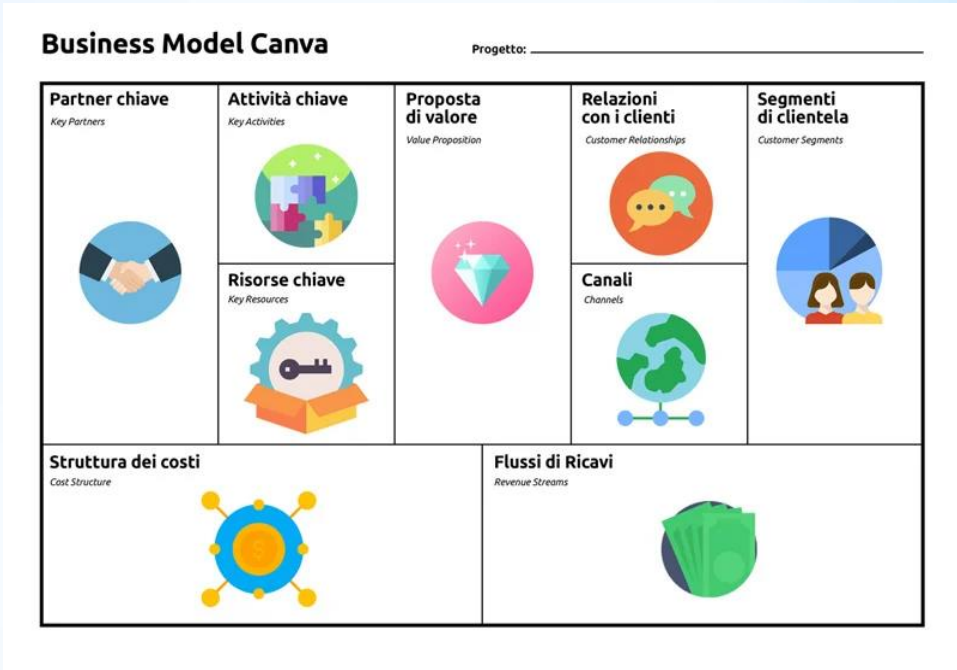 Business Model Canva
Progetto:
Partner chiave
Key Partners
Attività chiave
Key Activities
Risorse chiave
Key Resources
Proposta
di valore
Value Proposition
Relazioni
con i clienti
Customer Relationships
Canali
Channels
Segmenti
di clientela
Customer Segments
Struttura dei costi
Cost Structure
$
Flussi di Ricavi
Revenue Streams